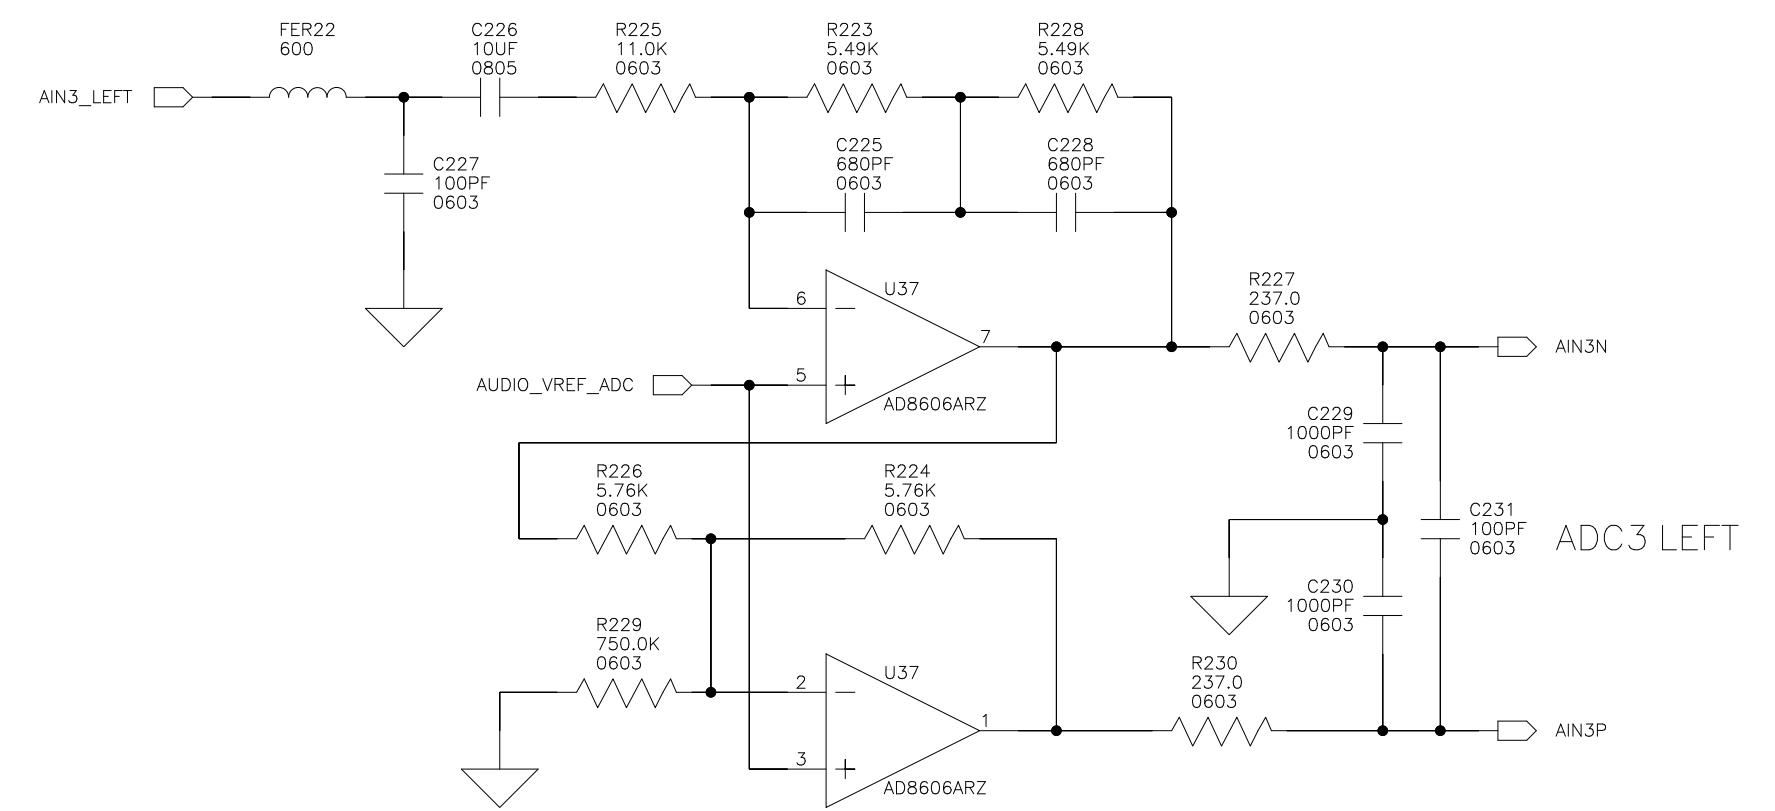 FER22
600
C226
10UF
0805
R225
11.0K
0603
R223
5.49K
0603
R228
5.49K
0603
AIN3_LEFT
C227
100PF
0603
C225
680PF
0603
C228
680PF
0603
U37
6
7
5
AD8606ARZ
AUDIO_VREF_ADC
R227
237.0
0603
AIN3N
C229
1000PF
0603
R226
5.76K
0603
R224
5.76K
0603
C231
100PF
0603
ADC3 LEFT
C230
1000PF
0603
R229
750.0K
0603
U37
2
1
3
AD8606ARZ
R230
237.0
0603
AIN3P